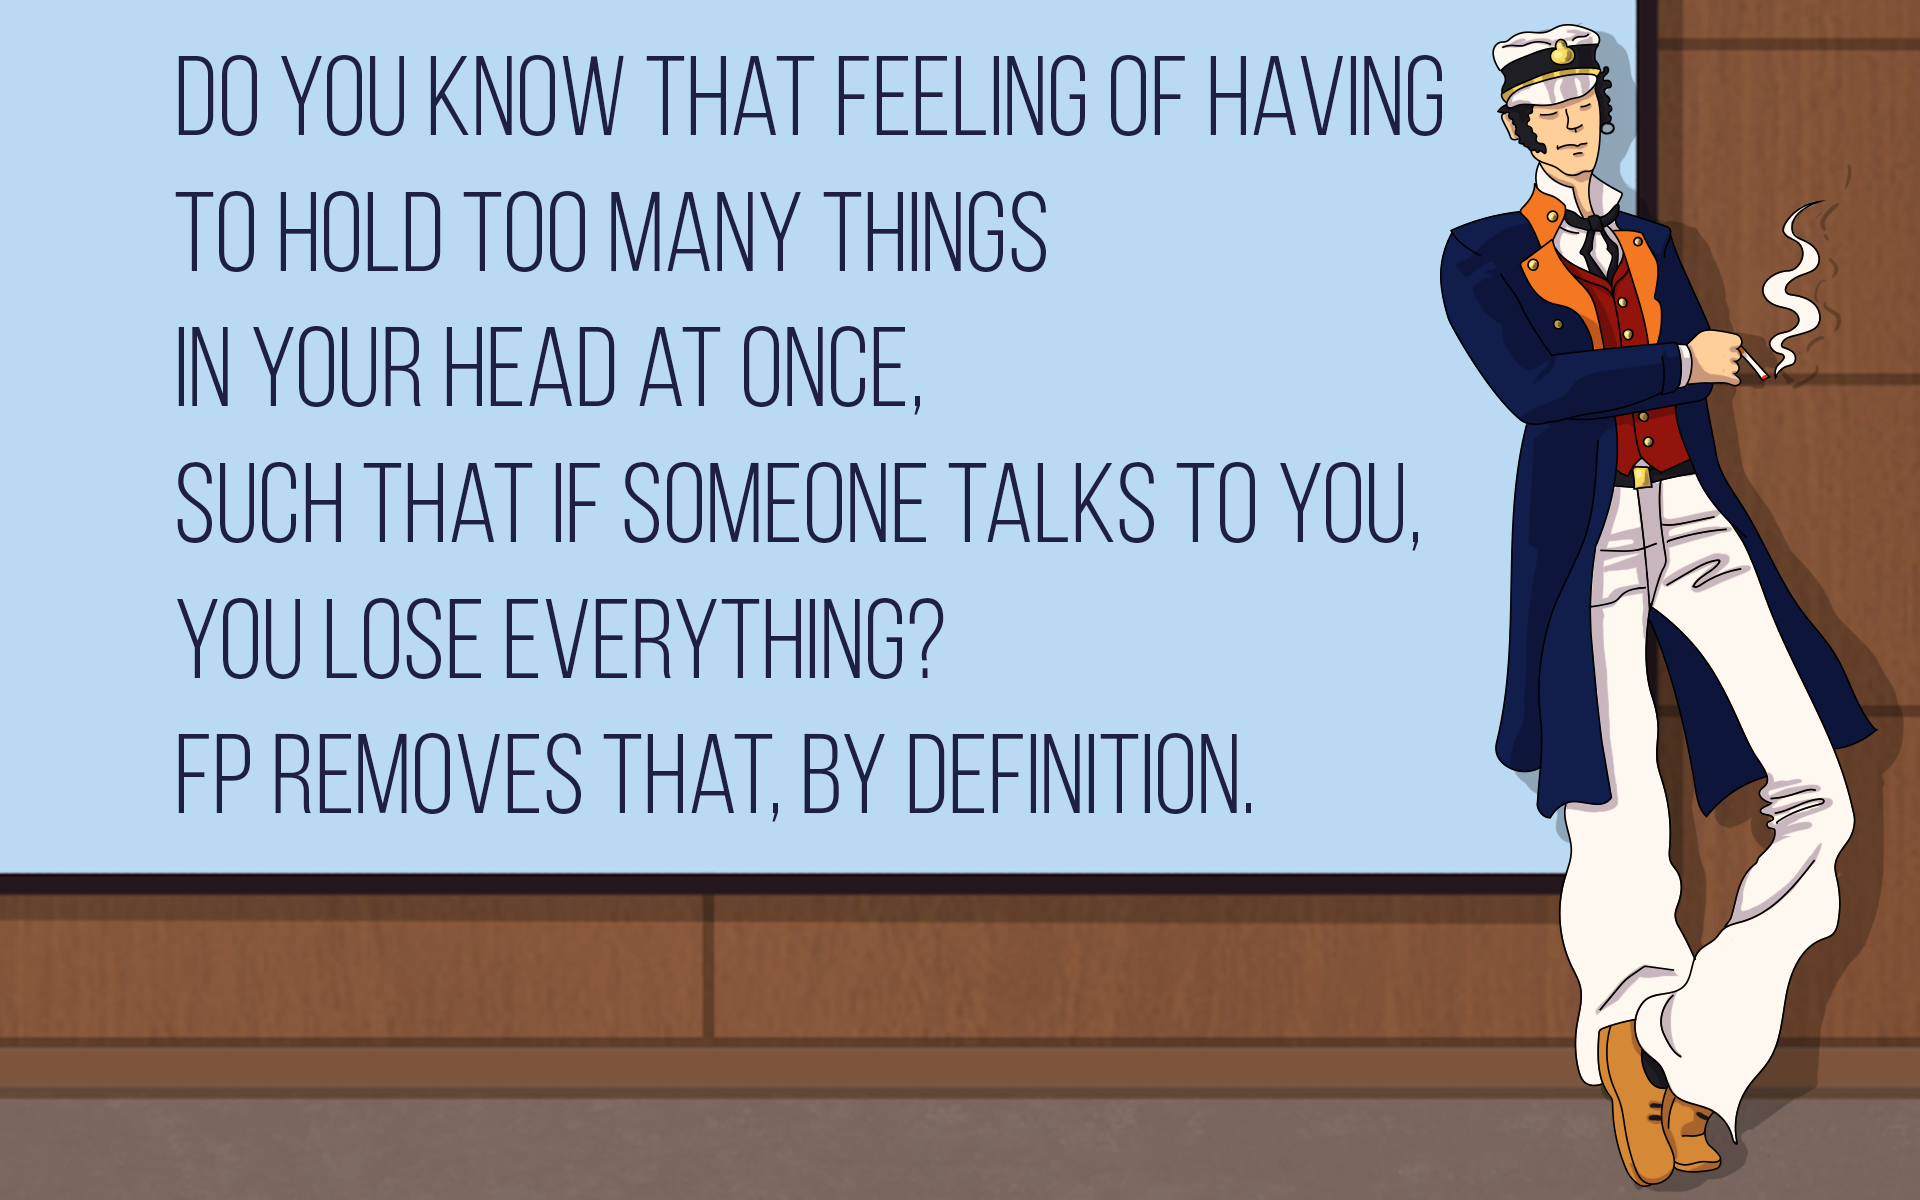 DO YOU KNOW THAT FEELING OF HAVING
TO HOLD TOO MANY THINGS
IN YOUR HEAD AT ONCE,
SUCH THAT IF SOMEONE TALKS TO YOU,
YOU LOSE EVERYTHING?
FP REMOVES THAT, BY DEFINITION.